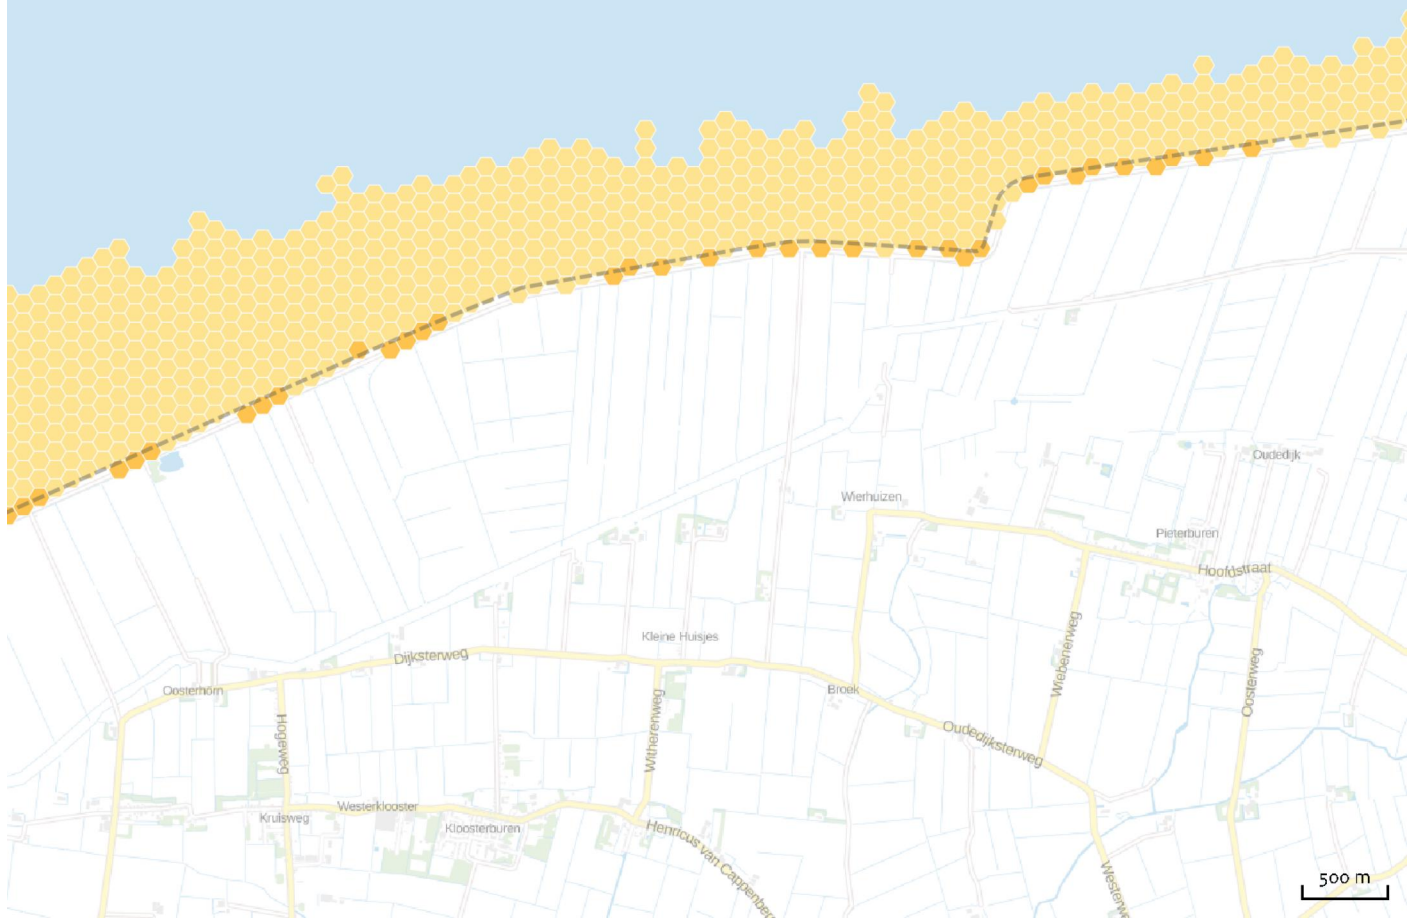 Oudedijk
Wierhuizen
Pieterburen
Hoofdstraat
Kleine Huisjes
Wiebenerweg
Dijksterweg
Oosterweg
Oosterhorn
Broek
Witherenweg
Hogeweg
Oudedijksterweg
Westerklooster
Kruisweg
Kloosterburen
Henricus van Cappenberg
Westerw
500 m